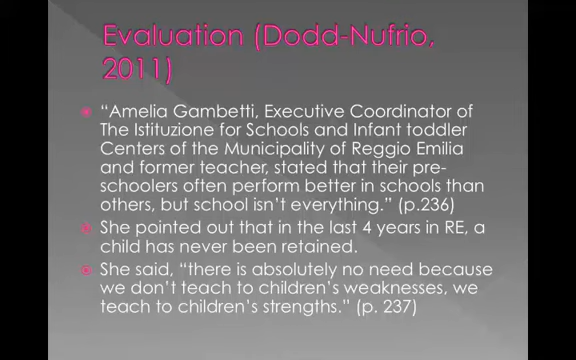 Evaluation (Dodd-Nufrio,
2011)
“Amelia Gambetti, Executive Coordinator of
The Istituzione for Schools and Infant toddler
Centers of the Municipality of Reggio Emilia
and former teacher, stated that their pre-
schoolers often perform better in schools than
others, but school isn’t everything.” (p.236)
She pointed out that in the last 4 years in RE, a
child has never been retained.
She said, “there is absolutely no need because
we don’t teach to children’s weaknesses, we
teach to children’s strengths.” (p. 237)